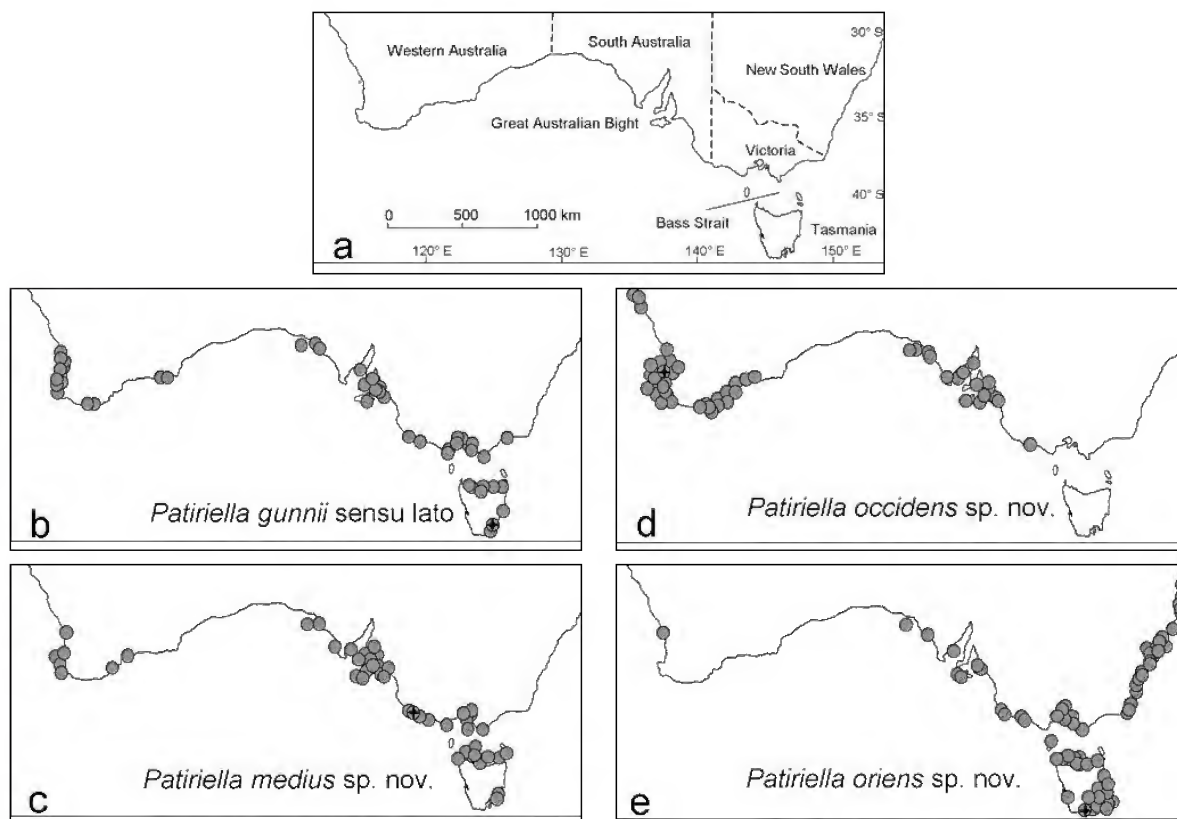 Western Australia
South Australia
30° S
New South Wales
Great Australian Bight
35° S
Victoria
0 500 1000 km
40° S
Bass Strait
Tasmania
a
120° E 130° E 140° E 150° E
b
Patiriella gunnii sensu lato
d
Patiriella occidens sp. nov.
c
Patiriella medius sp. nov.
e
Patiriella oriens sp. nov.